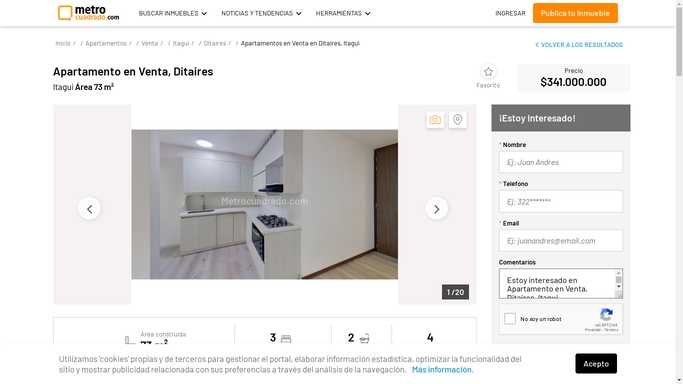 metro
cuadrado.com
BUSCAR INMUEBLES
NOTICIAS Y TENDENCIAS
HERRAMIENTAS
INGRESAR
Publica tu Inmueble
Inicio / / Apartamentos / / Venta / / Itagui / / Ditaires / / Apartamentos en Venta en Ditaires, Itagui
VOLVER A LOS RESULTADOS
Apartamento en Venta, Ditaires
Itagui Área 73 m²
Favorito
Precio
$341.000.000
Metrocuadrado.com
1 / 20
¡Estoy Interesado!
* Nombre
Ej: Juan Andres
* Teléfono
Ej: 322*******
* Email
Ej: juanandres@email.com
Comentarios
Estoy interesado en
Apartamento en Venta,
Ditaires, Itagui
No soy un robot
reCAPTCHA
Privacidad - Términos
Área construida
73 m²
3
2
4
Utilizamos 'cookies' propias y de terceros para gestionar el portal, elaborar información estadística, optimizar la funcionalidad del
sitio y mostrar publicidad relacionada con sus preferencias a través del análisis de la navegación. Más información.
Acepto